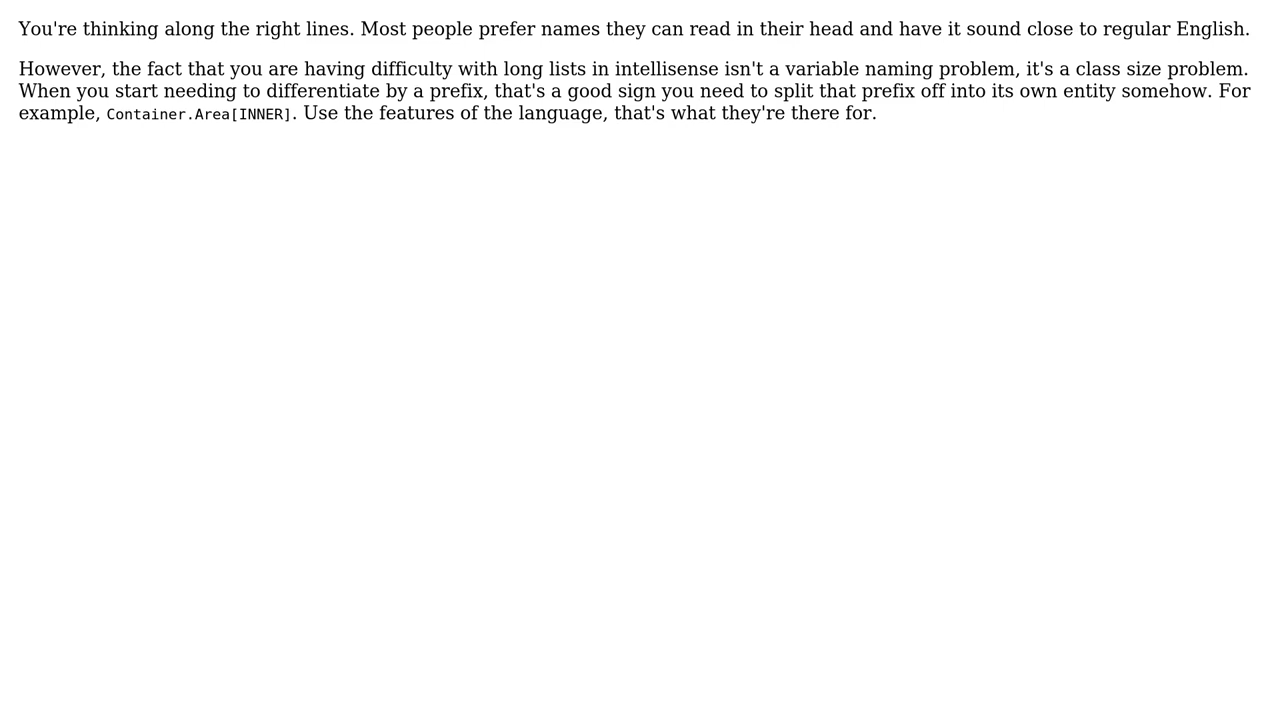 You're thinking along the right lines. Most people prefer names they can read in their head and have it sound close to regular English.
However, the fact that you are having difficulty with long lists in intellisense isn't a variable naming problem, it's a class size problem.
When you start needing to differentiate by a prefix, that's a good sign you need to split that prefix off into its own entity somehow. For
example, Container.Area[INNER]. Use the features of the language, that's what they're there for.